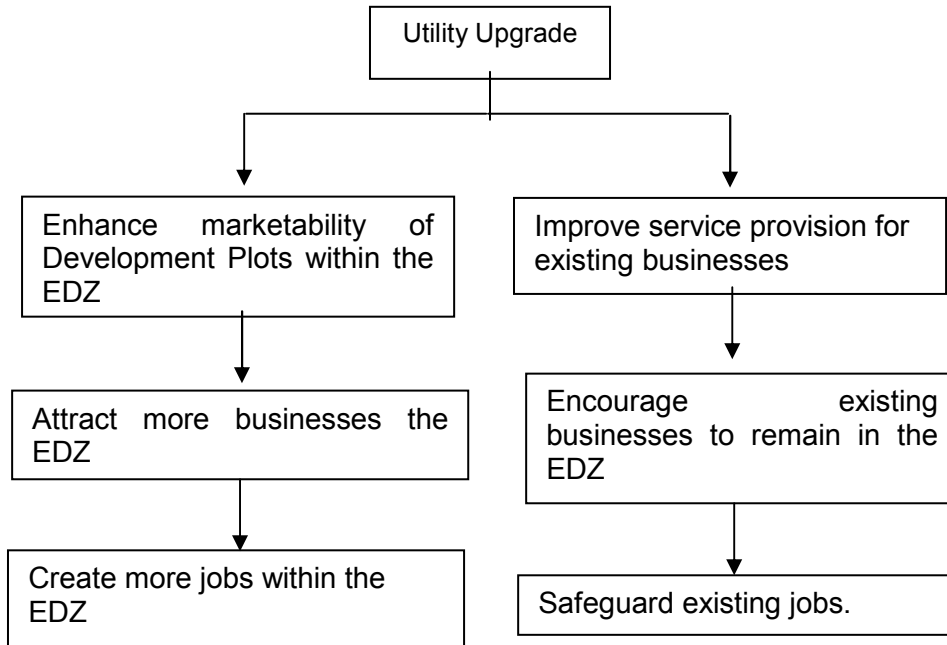 Utility Upgrade
Enhance marketability of
Development Plots within the
EDZ
Improve service provision for
existing businesses
Attract more businesses the
EDZ
Encourage existing
businesses to remain in the
EDZ
Create more jobs within the
EDZ
Safeguard existing jobs.